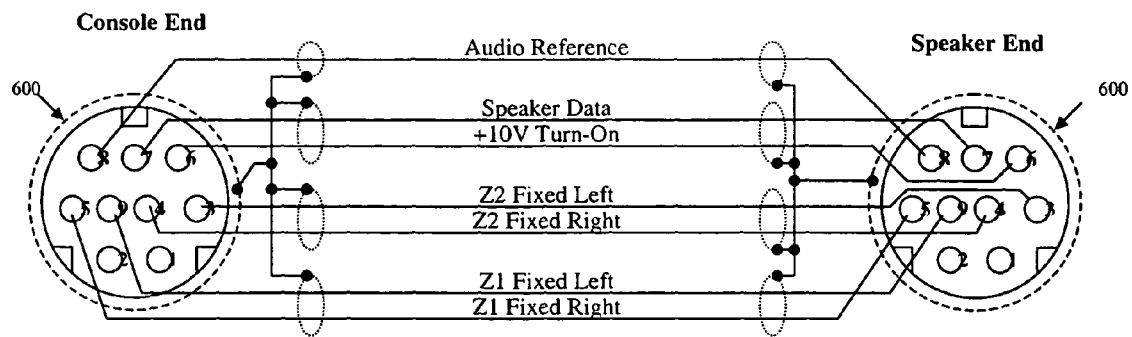 Console End
Speaker End
600
600
Audio Reference
Speaker Data
+10V Turn-On
Z2 Fixed Left
Z2 Fixed Right
Z1 Fixed Left
Z1 Fixed Right
8 7 6
5 9 4 3
2 1
8 7 6
5 9 4 3
2 1